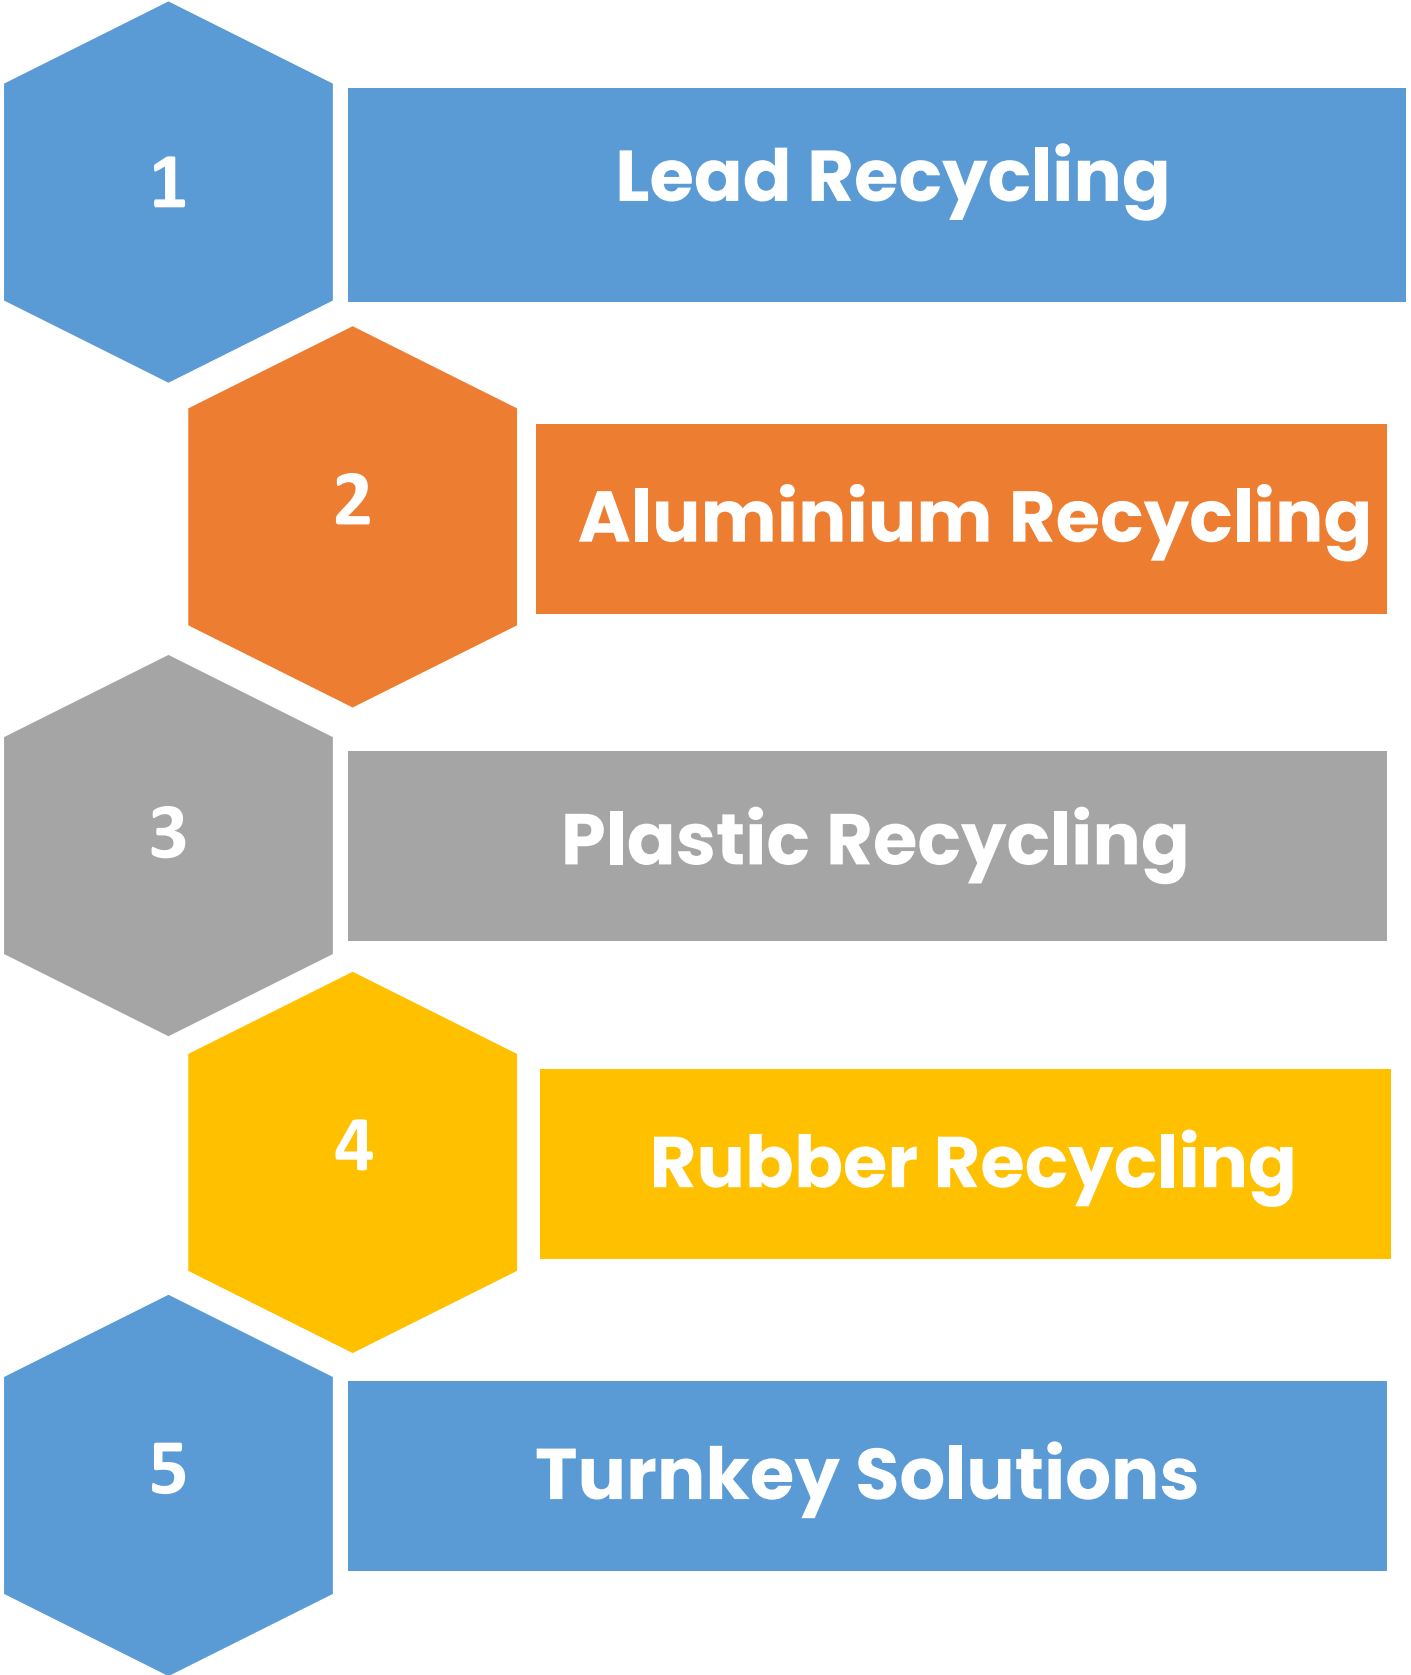 1
Lead Recycling
2
Aluminium Recycling
3
Plastic Recycling
4
Rubber Recycling
5
Turnkey Solutions